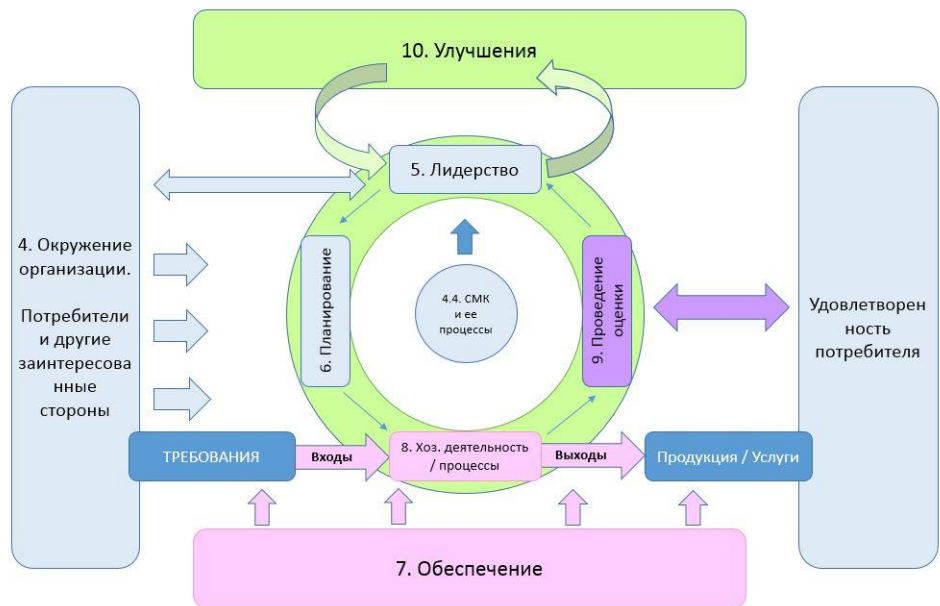 10. Улучшения
5. Лидерство
4. Окружение
организации.
Потребители
и другие
заинтересова
нные
стороны
6. Планирование
4.4. СМК
и ее
процессы
9. Проведение
оценки
Удовлетворен
ность
потребителя
ТРЕБОВАНИЯ
Входы
8. Хоз. деятельность
/ процессы
Выходы
Продукция / Услуги
7. Обеспечение